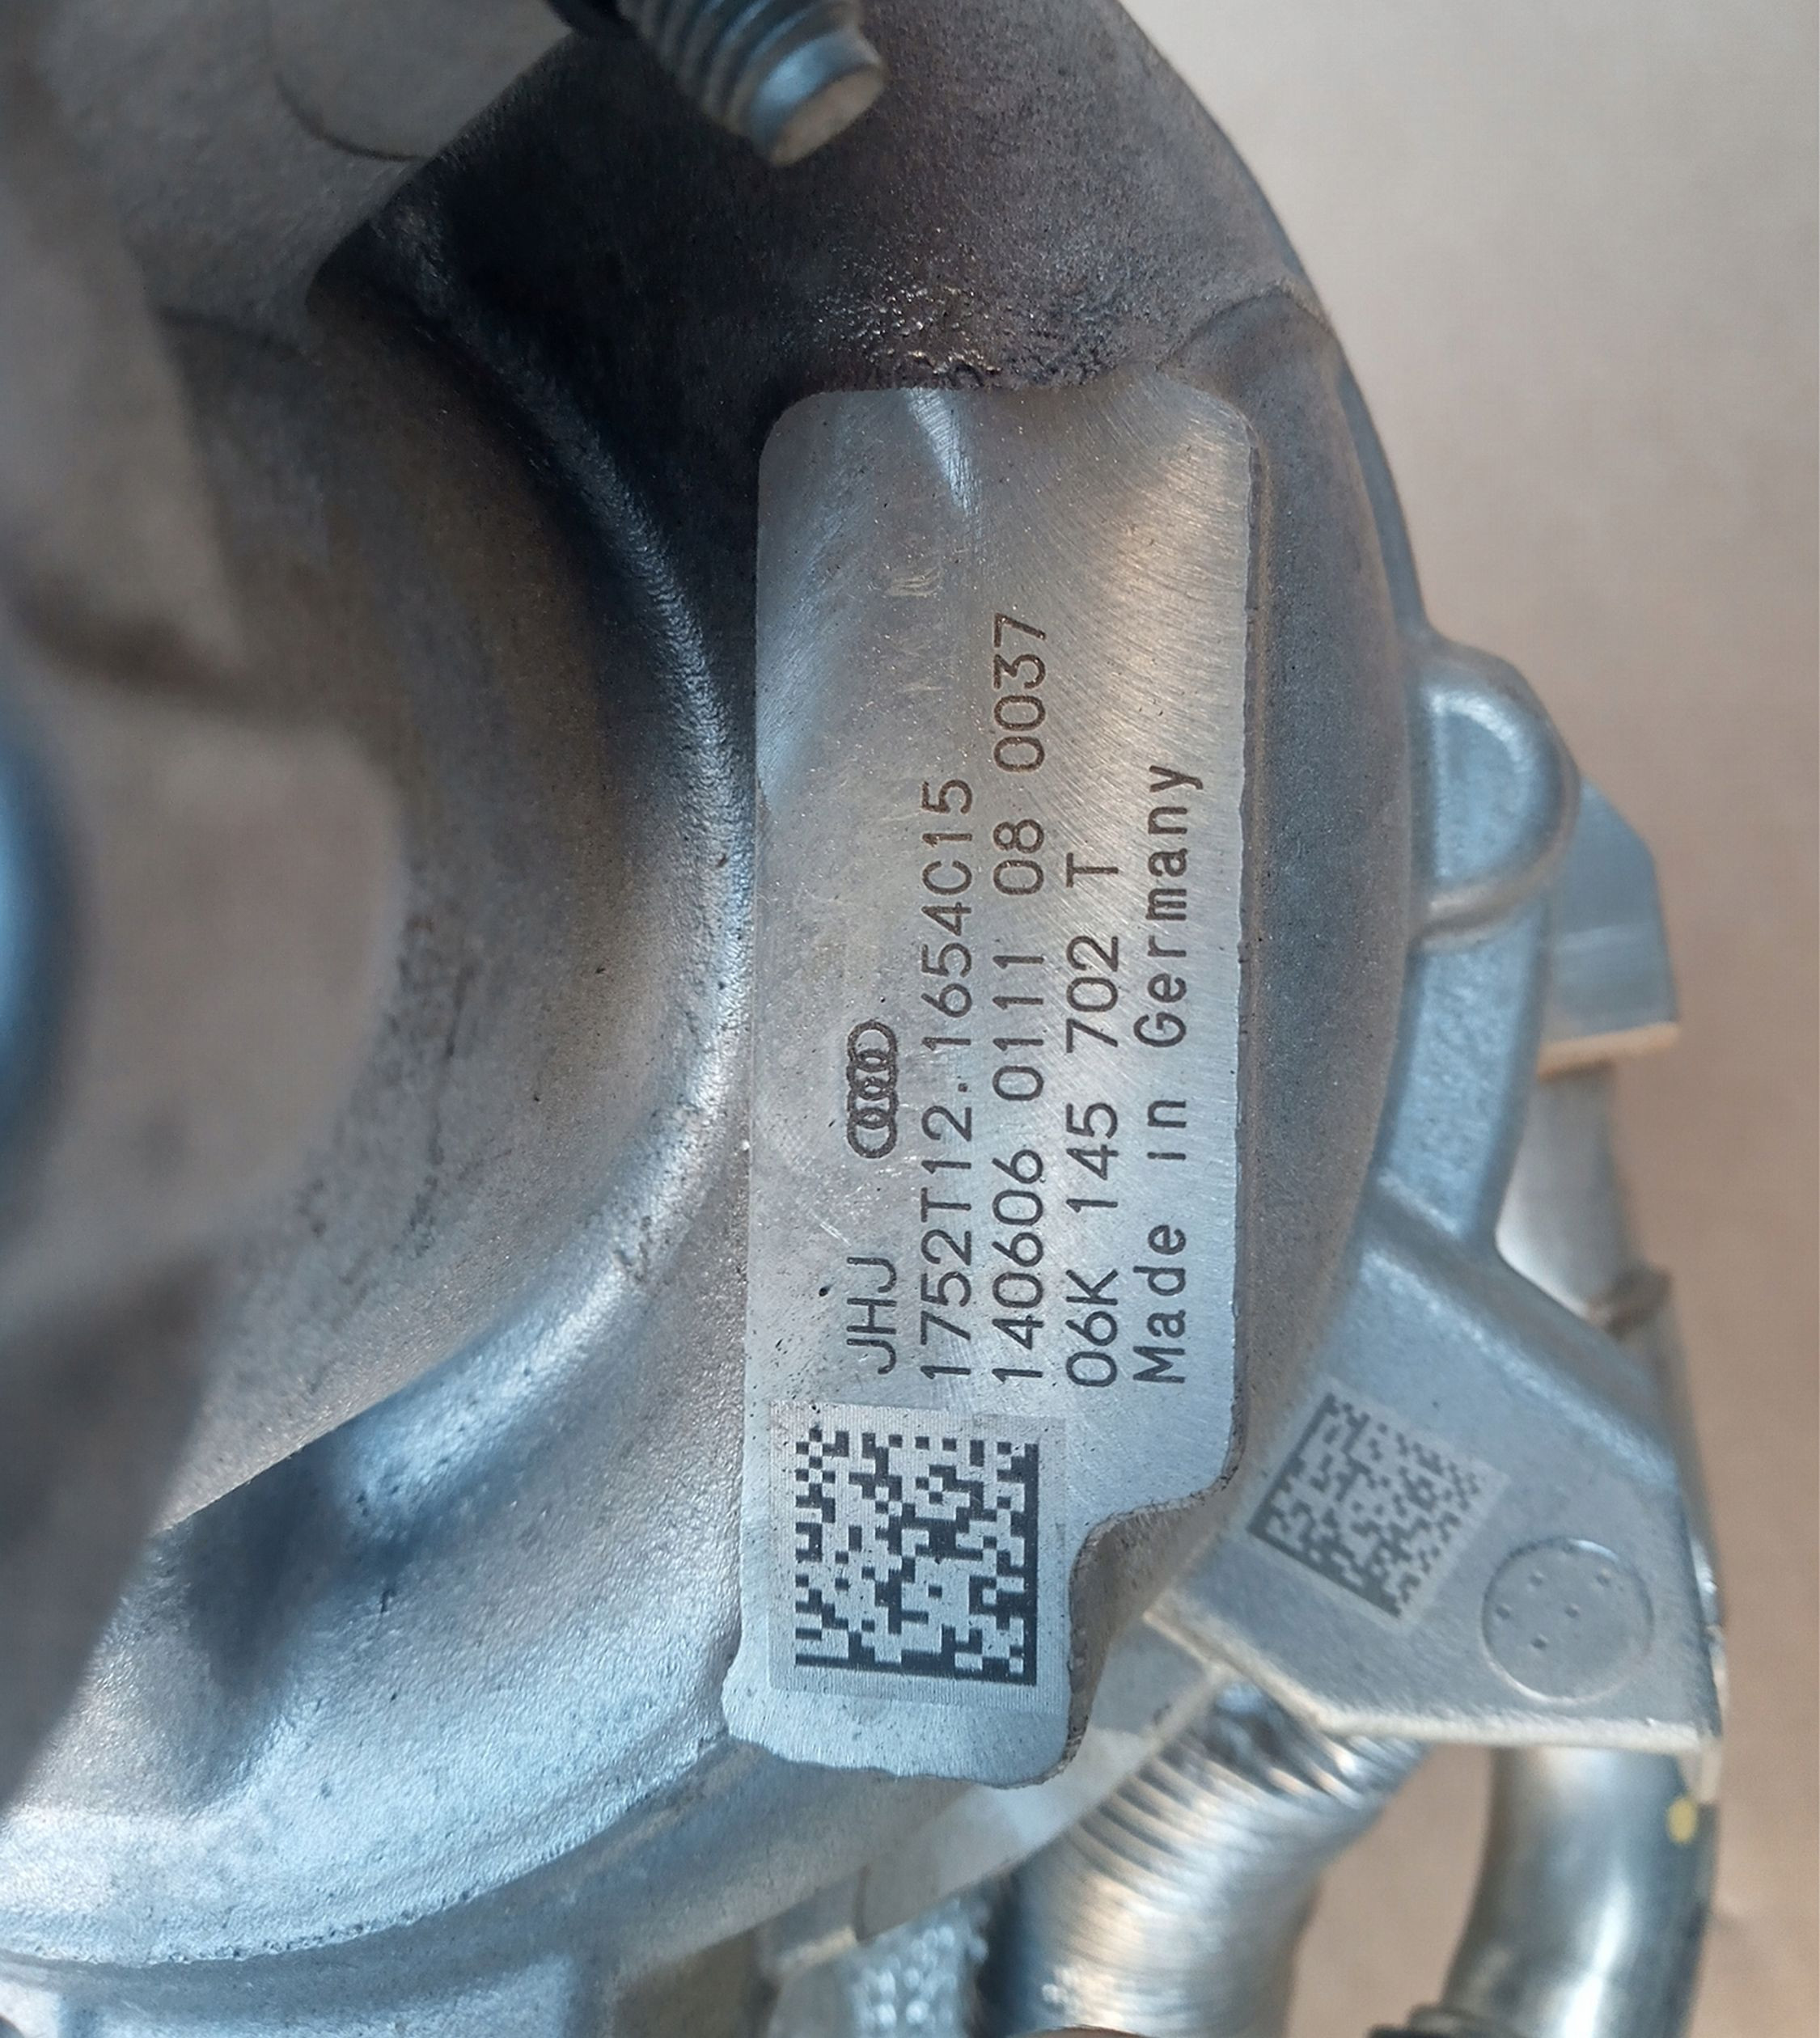 JHJ
1752T12.1654C15
140606 0111 08 0037
06K 145 702 T
Made in Germany